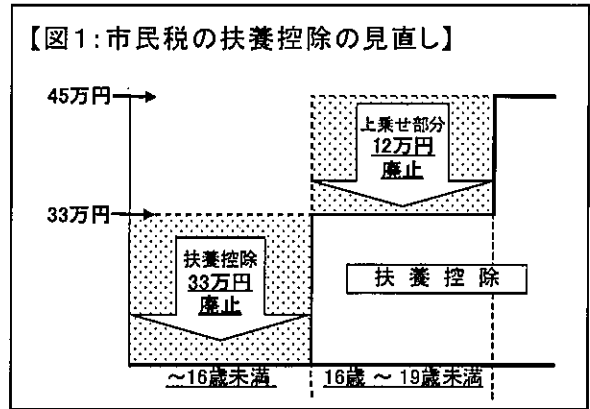 【図1:市民税の扶養控除の見直し】
45万円
上乗せ部分
12万円
廃止
33万円
扶養控除
33万円
廃止
扶養控除
~16歳未満
16歳 ~ 19歳未満